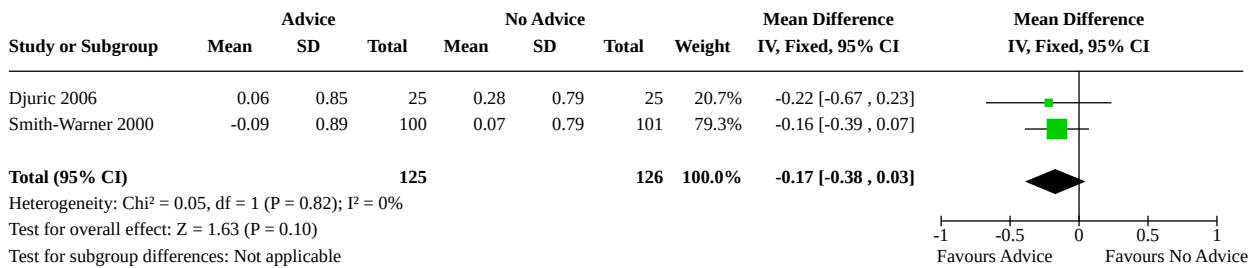 Advice No Advice Mean Difference Mean Difference
Study or Subgroup Mean SD Total Mean SD Total Weight IV, Fixed, 95% CI IV, Fixed, 95% CI
Djuric 2006 0.06 0.85 25 0.28 0.79 25 20.7% -0.22 [-0.67 , 0.23]
Smith-Warner 2000 -0.09 0.89 100 0.07 0.79 101 79.3% -0.16 [-0.39 , 0.07]
Total (95% CI) 125 126 100.0% -0.17 [-0.38 , 0.03]
Heterogeneity: Chi² = 0.05, df = 1 (P = 0.82); I² = 0%
Test for overall effect: Z = 1.63 (P = 0.10)
-1 -0.5 0 0.5 1
Test for subgroup differences: Not applicable Favours Advice Favours No Advice